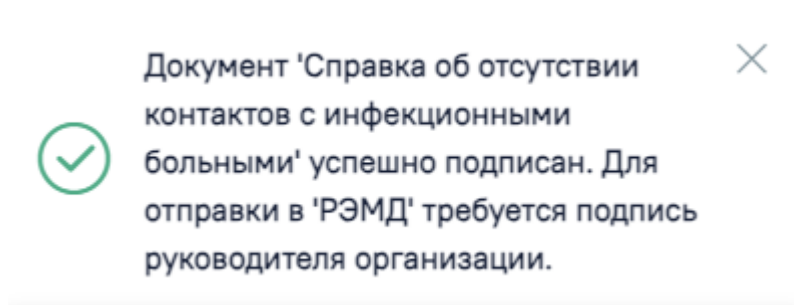 Документ 'Справка об отсутствии
контактов с инфекционными
больными' успешно подписан. Для
отправки в 'РЭМД' требуется подпись
руководителя организации.